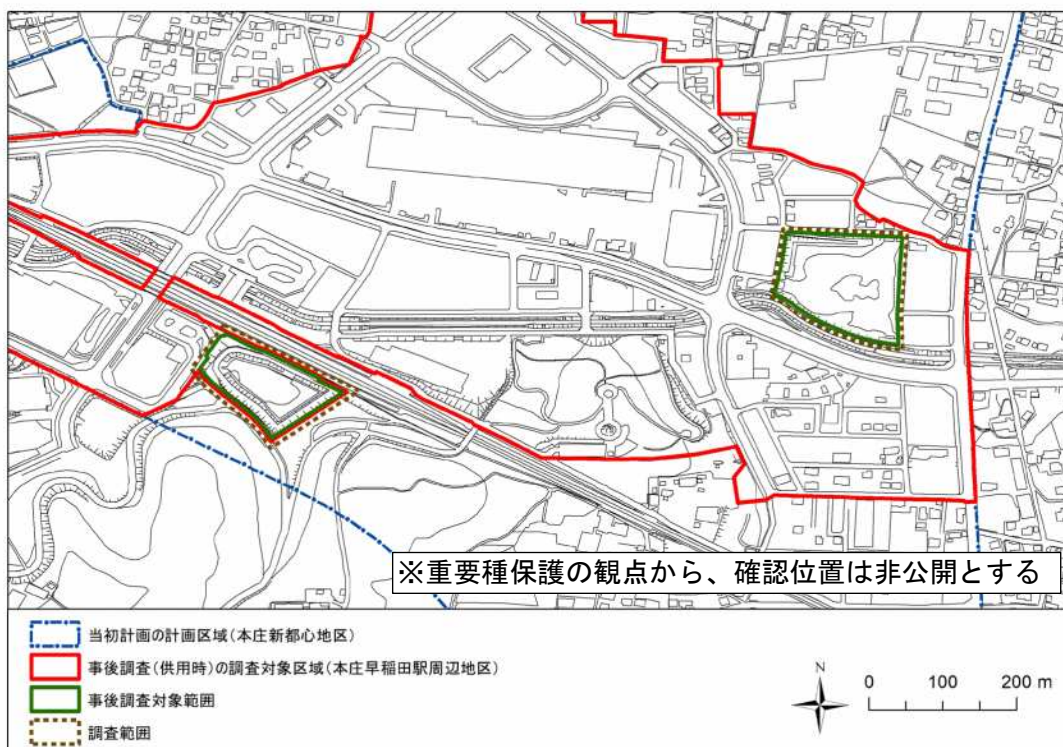 ※重要種保護の観点から、確認位置は非公開とする
当初計画の計画区域(本庄新都心地区)
事後調査(供用時)の調査対象区域(本庄早稲田駅周辺地区)
事後調査対象範囲
調査範囲
N
0 100 200 m